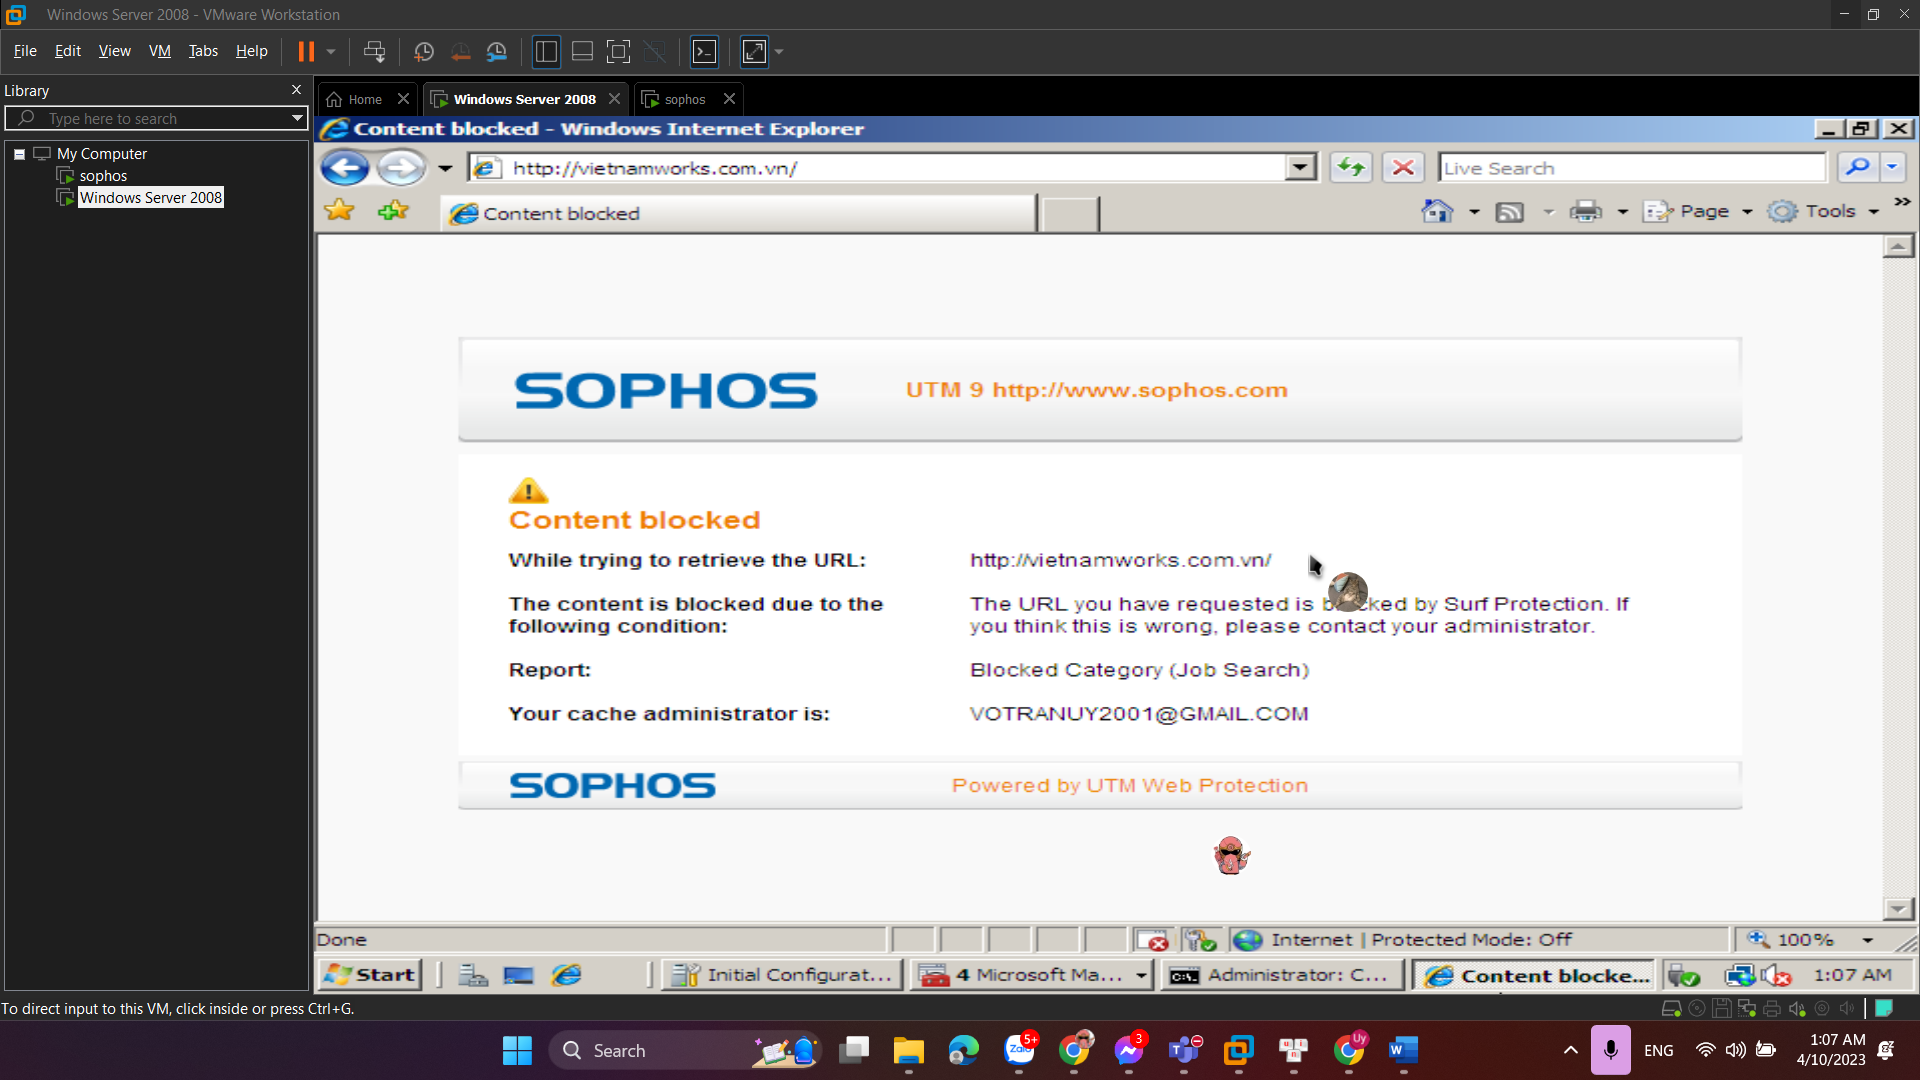 Windows Server 2008 - VMware Workstation
File Edit View VM Tabs Help
Library
Type here to search
My Computer
sophos
Windows Server 2008
Home
Windows Server 2008
sophos
Content blocked - Windows Internet Explorer
http://vietnamworks.com.vn/
Live Search
Content blocked
Page
Tools
SOPHOS
UTM 9 http://www.sophos.com
Content blocked
While trying to retrieve the URL: http://vietnamworks.com.vn/
The content is blocked due to the following condition: The URL you have requested is blocked by Surf Protection. If
you think this is wrong, please contact your administrator.
Report: Blocked Category (Job Search)
Your cache administrator is: VOTRANUY2001@GMAIL.COM
SOPHOS
Powered by UTM Web Protection
Done
Internet | Protected Mode: Off
100%
Start
Initial Configurat...
4 Microsoft Ma...
Administrator: C...
Content blocke...
1:07 AM
To direct input to this VM, click inside or press Ctrl+G.
Search
Zalo
5+
3
Uy
ENG
1:07 AM
4/10/2023